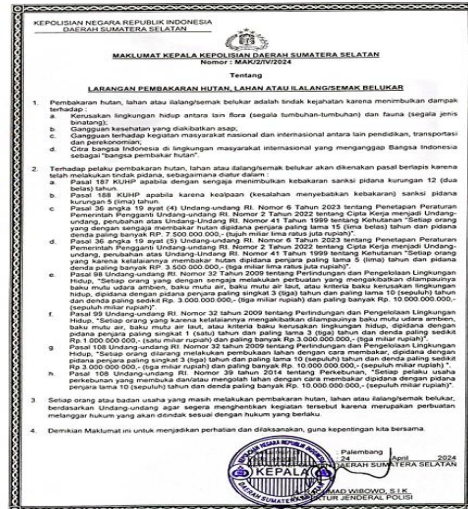 KEPOLISIAN NEGARA REPUBLIK INDONESIA
DAERAH SUMATERA SELATAN
MAKLUMAT KEPALA KEPOLISIAN DAERAH SUMATERA SELATAN
Nomor : MAK/2/IV/2024
Tentang
LARANGAN PEMBAKARAN HUTAN, LAHAN ATAU ILALANG/SEMAK BELUKAR
1. Pembakaran hutan, lahan atau ilalang/semak belukar adalah tindak kejahatan karena menimbulkan dampak
terhadap :
a. Kerusakan lingkungan hidup antara lain flora (segala tumbuhan-tumbuhan) dan fauna (segala jenis
binatang);
b. Gangguan kesehatan yang diakibatkan asap;
c. Gangguan terhadap kegiatan masyarakat nasional dan internasional antara lain pendidikan, transportasi
dan perekonomian;
d. Citra bangsa Indonesia di lingkungan masyarakat internasional yang menganggap Bangsa Indonesia
sebagai "bangsa pembakar hutan".
2. Terhadap pelaku pembakaran hutan, lahan atau ilalang/semak belukar akan dikenakan pasal berlapis karena
telah melakukan tindak pidana, sebagaimana diatur dalam :
a. Pasal 187 KUHP apabila dengan sengaja menimbulkan kebakaran sanksi pidana kurungan 12 (dua
belas) tahun.
b. Pasal 188 KUHP apabila karena kealpaan (kesalahan menyebabkan kebakaran) sanksi pidana
kurungan 5 (lima) tahun.
c. Pasal 36 angka 19 ayat (4) Undang-undang RI. Nomor 6 Tahun 2023 tentang Penetapan Peraturan
Pemerintah Pengganti Undang-Undang RI. Nomor 2 Tahun 2022 tentang Cipta Kerja menjadi Undang-
undang, perubahan atas Undang-Undang RI. Nomor 41 Tahun 1999 tentang Kehutanan "Setiap orang
yang dengan sengaja membakar hutan dipidana penjara paling lama 15 (lima belas) tahun dan pidana
denda paling banyak RP. 7.500.000.000,- (tujuh miliar lima ratus juta rupiah)".
d. Pasal 36 angka 19 ayat (5) Undang-Undang RI. Nomor 6 Tahun 2023 tentang Penetapan Peraturan
Pemerintah Pengganti Undang-Undang RI. Nomor 2 Tahun 2022 tentang Cipta Kerja menjadi Undang-
undang, perubahan atas Undang-Undang RI. Nomor 41 Tahun 1999 tentang Kehutanan "Setiap orang
yang karena kelalaiannya membakar hutan dipidana penjara paling lama 5 (lima) tahun dan pidana
denda paling banyak RP. 3.500.000.000,- (tiga miliar lima ratus juta rupiah)".
e. Pasal 98 Undang-undang RI. Nomor 32 Tahun 2009 tentang Perlindungan dan Pengelolaan Lingkungan
Hidup, "Setiap orang yang dengan sengaja melakukan perbuatan yang mengakibatkan dilampauinya
baku mutu udara ambien, baku mutu air, baku mutu air laut, atau kriteria baku kerusakan lingkungan
hidup, dipidana dengan pidana penjara paling singkat 3 (tiga) tahun dan paling lama 10 (sepuluh) tahun
dan denda paling sedikit Rp. 3.000.000.000,- (tiga miliar rupiah) dan paling banyak Rp. 10.000.000.000,-
(sepuluh miliar rupiah)".
f. Pasal 99 Undang-undang RI. Nomor 32 tahun 2009 tentang Perlindungan dan Pengelolaan Lingkungan
Hidup, "Setiap orang yang karena kelalaiannya mengakibatkan dilampauinya baku mutu udara ambien,
baku mutu air, baku mutu air laut, atau kriteria baku kerusakan lingkungan hidup, dipidana dengan
pidana penjara paling singkat 1 (satu) tahun dan paling lama 3 (tiga) tahun dan denda paling sedikit
Rp.1.000.000.000,- (satu miliar rupiah) dan paling banyak Rp.3.000.000.000,- (tiga miliar rupiah)".
g. Pasal 108 Undang-undang RI. Nomor 32 tahun 2009 tentang Perlindungan dan Pengelolaan Lingkungan
Hidup, "Setiap orang dilarang melakukan pembukaan lahan dengan cara membakar, dipidana dengan
pidana penjara paling singkat 3 (tiga) tahun dan paling lama 10 (sepuluh) tahun dan denda paling sedikit
Rp.3.000.000.000,- (tiga miliar rupiah) dan paling banyak Rp. 10.000.000.000,- (sepuluh miliar rupiah)".
h. Pasal 108 Undang-undang RI. Nomor 39 tahun 2014 tentang Perkebunan, "Setiap pelaku usaha
perkebunan yang membuka dan/atau mengolah lahan dengan cara membakar dipidana dengan pidana
penjara lama 10 (sepuluh) tahun dan denda paling banyak Rp. 10.000.000.000,- (sepuluh miliar rupiah)".
3. Setiap orang atau badan usaha yang masih melakukan pembakaran hutan, lahan atau ilalang/semak belukar,
berdasarkan Undang-undang agar segera menghentikan kegiatan tersebut karena merupakan perbuatan
melanggar hukum yang akan ditindak sesuai dengan hukum yang berlaku.
4. Demikian Maklumat ini untuk menjadikan perhatian dan dilaksanakan, guna kepentingan kita bersama.
: Palembang
: 24 April 2024
DAERAH SUMATERA SELATAN
KEPALA
WIBOWO, S.I.K
JENDERAL POLISI